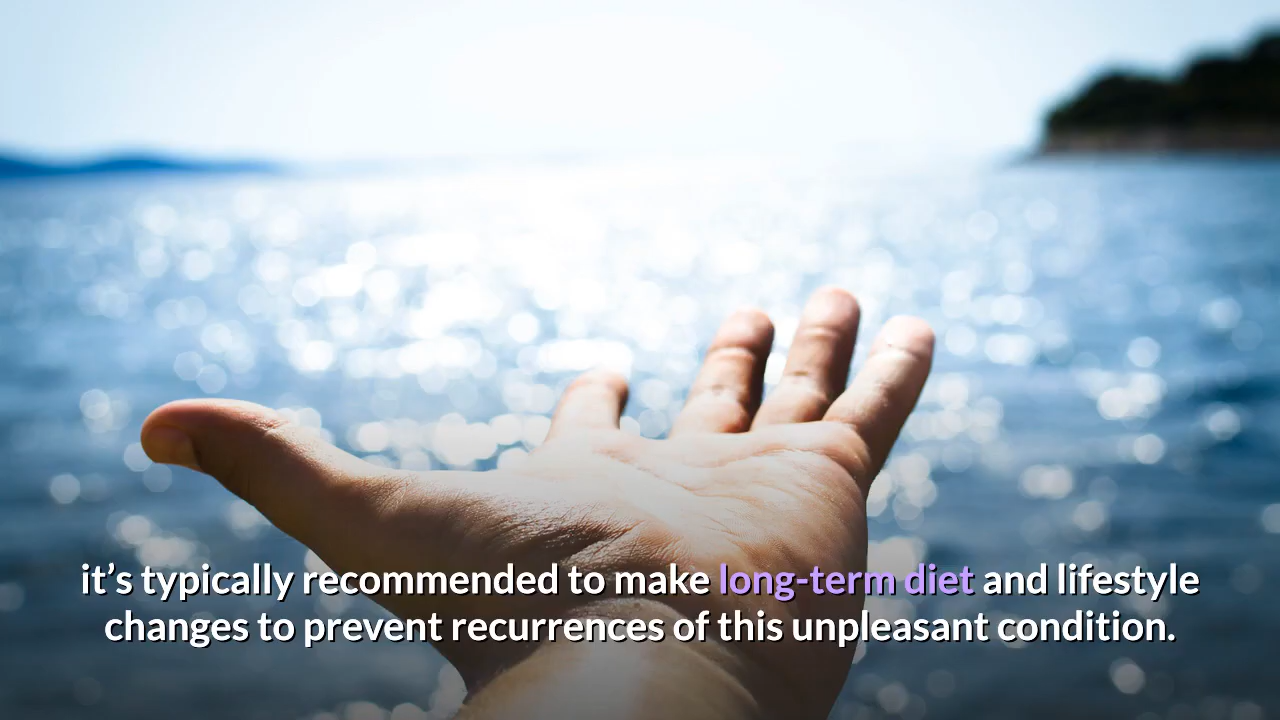 it’s typically recommended to make long-term diet and lifestyle
changes to prevent recurrences of this unpleasant condition.